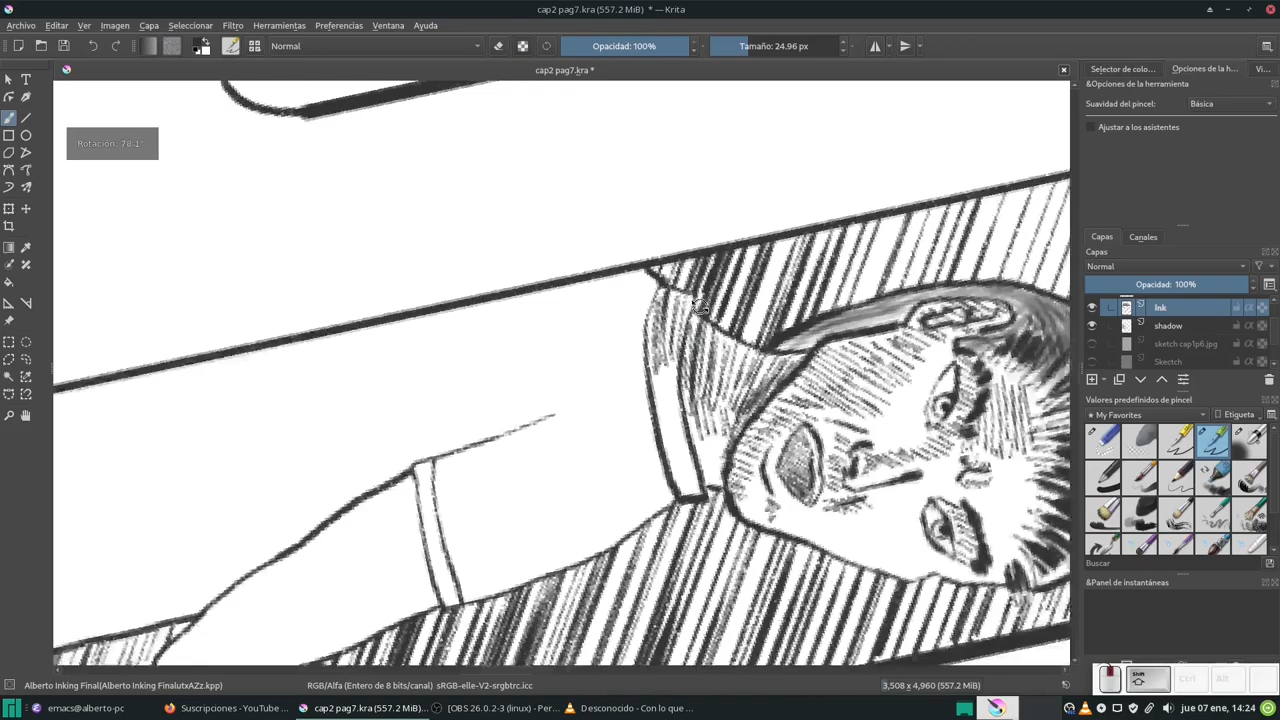 cap2 pag7.kra (557.2 MiB) * — Krita
Archivo Editar Ver Imagen Capa Seleccionar Filtro Herramientas Preferencias Ventana Ayuda
Normal
Opacidad: 100%
Tamaño: 24.96 px
cap2 pag7.kra *
Selector de colo...
Opciones de la h...
Vi...
&Opciones de la herramienta
Suavidad del pincel:
Básica
Ajustar a los asistentes
Rotación: 78.1°
Capas
Canales
Capas
Normal
Opacidad: 100%
Ink
shadow
sketch cap1p6.jpg
Skectch
Valores predefinidos de pincel
★ My Favorites
Etiqueta
Buscar
&Panel de instantáneas
Shift
Ctrl
Alt
Alberto Inking Final(Alberto Inking FinalutxAZz.kpp)
RGB/Alfa (Entero de 8 bits/canal) sRGB-elle-V2-srgbtrc.icc
3,508 x 4,960 (557.2 MiB)
emacs@alberto-pc
Suscripciones - YouTube ...
cap2 pag7.kra (557.2 MiB)...
[OBS 26.0.2-3 (linux) - Per...
Desconocido - Con lo que ...
jue 07 ene, 14:24